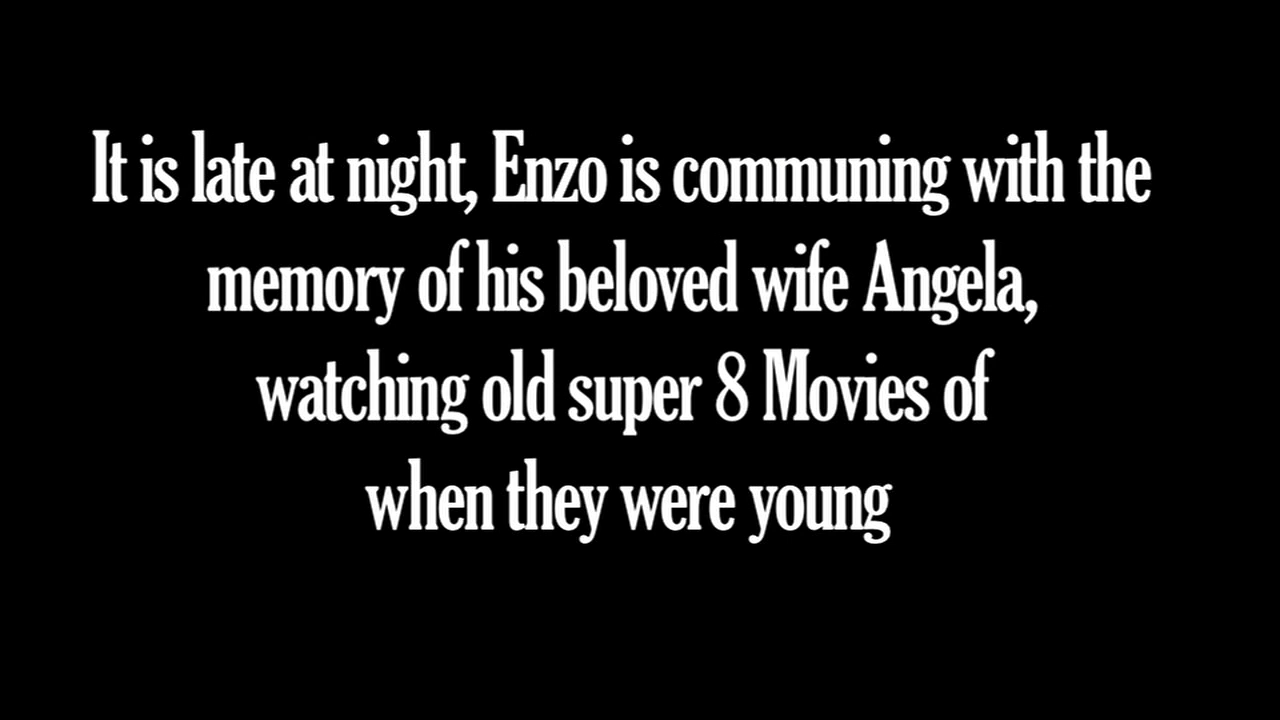 It is late at night, Enzo is communing with the
memory of his beloved wife Angela,
watching old super 8 Movies of
when they were young